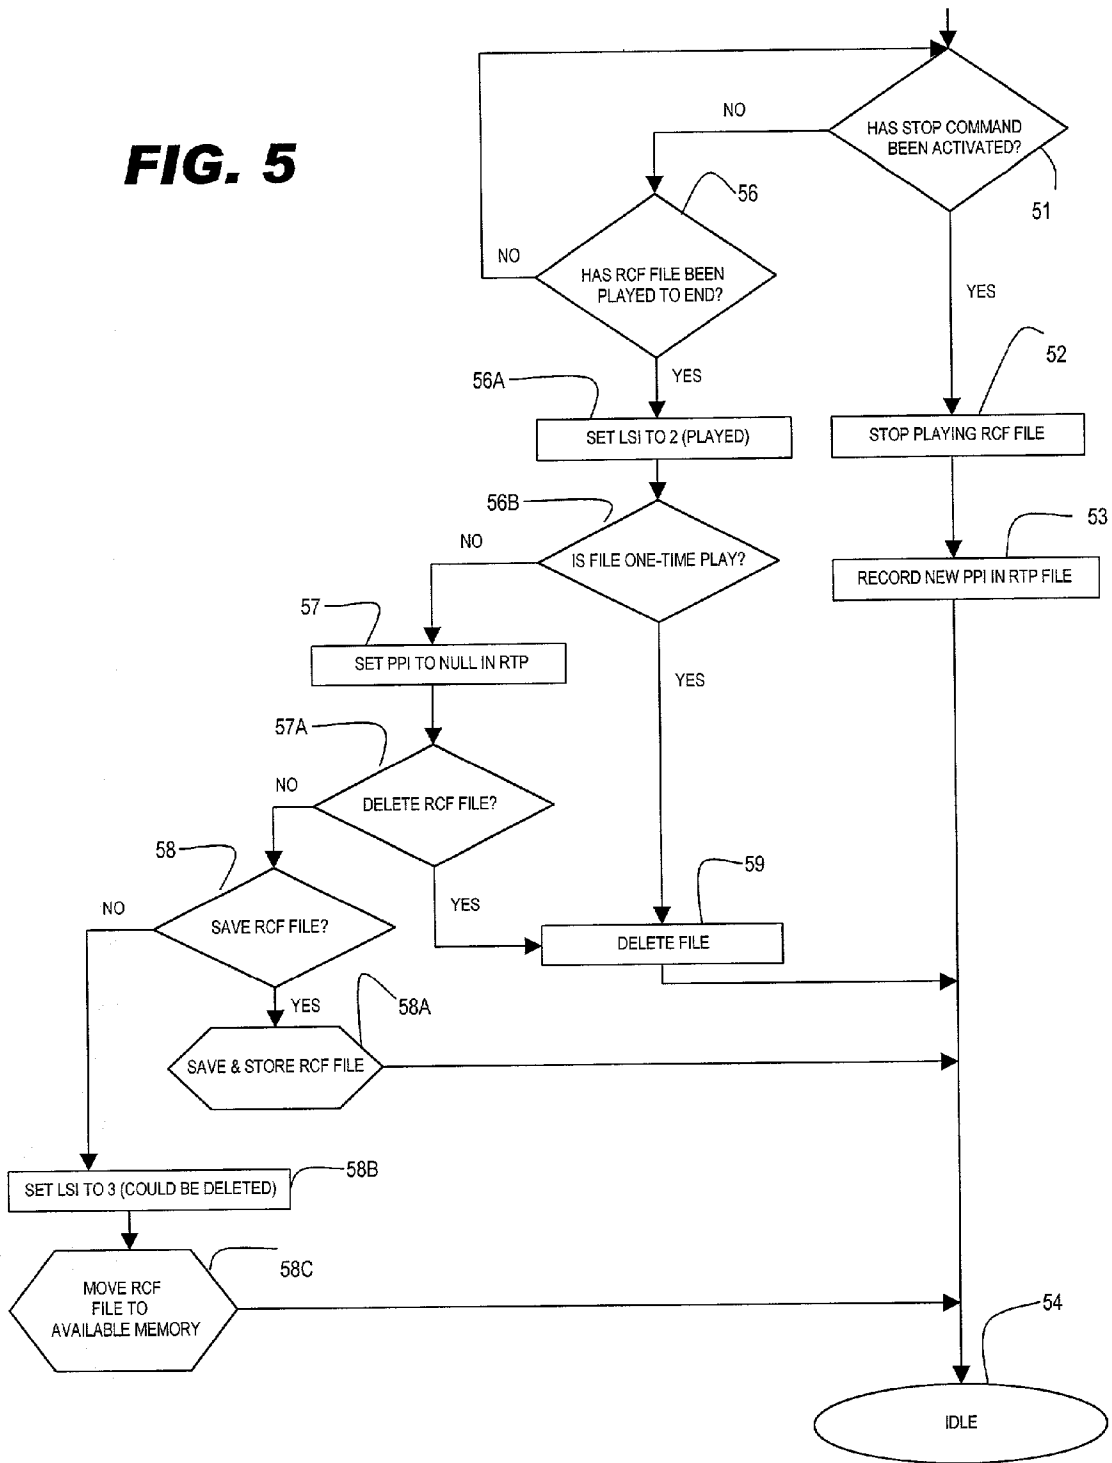 FIG. 5
HAS STOP COMMAND
BEEN ACTIVATED?
51
NO
YES
56
HAS RCF FILE BEEN
PLAYED TO END?
NO
YES
52
STOP PLAYING RCF FILE
56A
SET LSI TO 2 (PLAYED)
53
RECORD NEW PPI IN RTP FILE
56B
IS FILE ONE-TIME PLAY?
NO
YES
57
SET PPI TO NULL IN RTP
57A
DELETE RCF FILE?
NO
YES
59
DELETE FILE
58
SAVE RCF FILE?
NO
YES
58A
SAVE & STORE RCF FILE
58B
SET LSI TO 3 (COULD BE DELETED)
58C
MOVE RCF
FILE TO
AVAILABLE MEMORY
54
IDLE